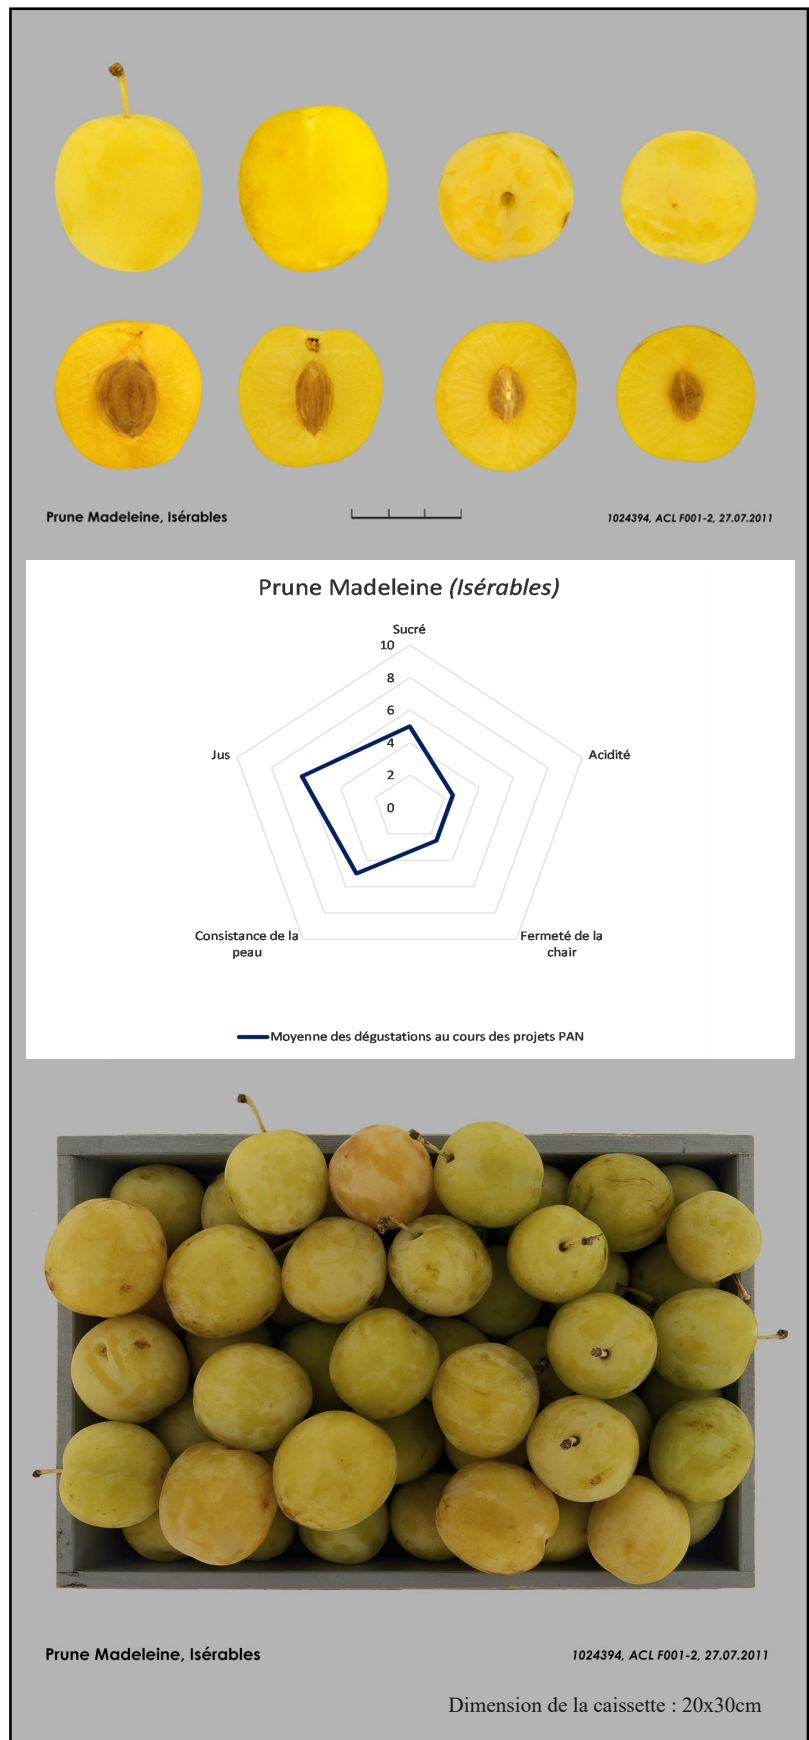 Prune Madeleine, Isérables
1024394, ACL F001-2, 27.07.2011
Prune Madeleine (Isérables)
Sucré
10
8
6
4
2
0
Jus
Acidité
Consistance de la
peau
Fermeté de la
chair
Moyenne des dégustations au cours des projets PAN
Prune Madeleine, Isérables
1024394, ACL F001-2, 27.07.2011
Dimension de la caissette : 20x30cm